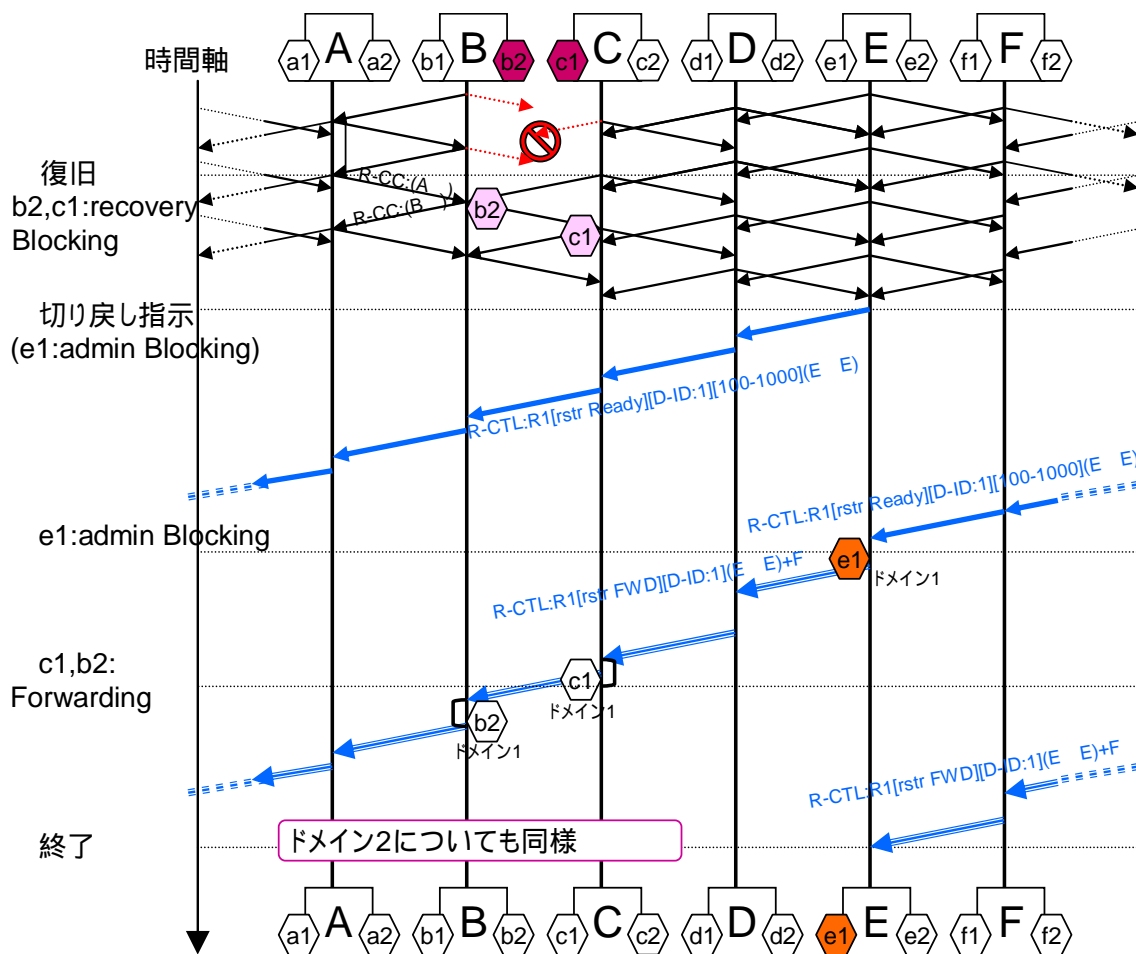 A B C D E F
a1 a2 b1 b2 c1 c2 d1 d2 e1 e2 f1 f2
時間軸
R-CC:(A )
復旧
b2,c1:recovery
Blocking
R-CC:(B )
b2
c1
切り戻し指示
(e1:admin Blocking)
R-CTL:R1[rstr Ready][D-ID:1][100-1000](E E)
R-CTL:R1[rstr Ready][D-ID:1][100-1000](E E)
e1:admin Blocking
e1
ドメイン1
R-CTL:R1[rstr FWD][D-ID:1](E E)+F
c1,b2:
Forwarding
c1
ドメイン1
b2
ドメイン1
R-CTL:R1[rstr FWD][D-ID:1](E E)+F
終了
ドメイン2についても同様
A B C D E F
a1 a2 b1 b2 c1 c2 d1 d2 e1 e2 f1 f2